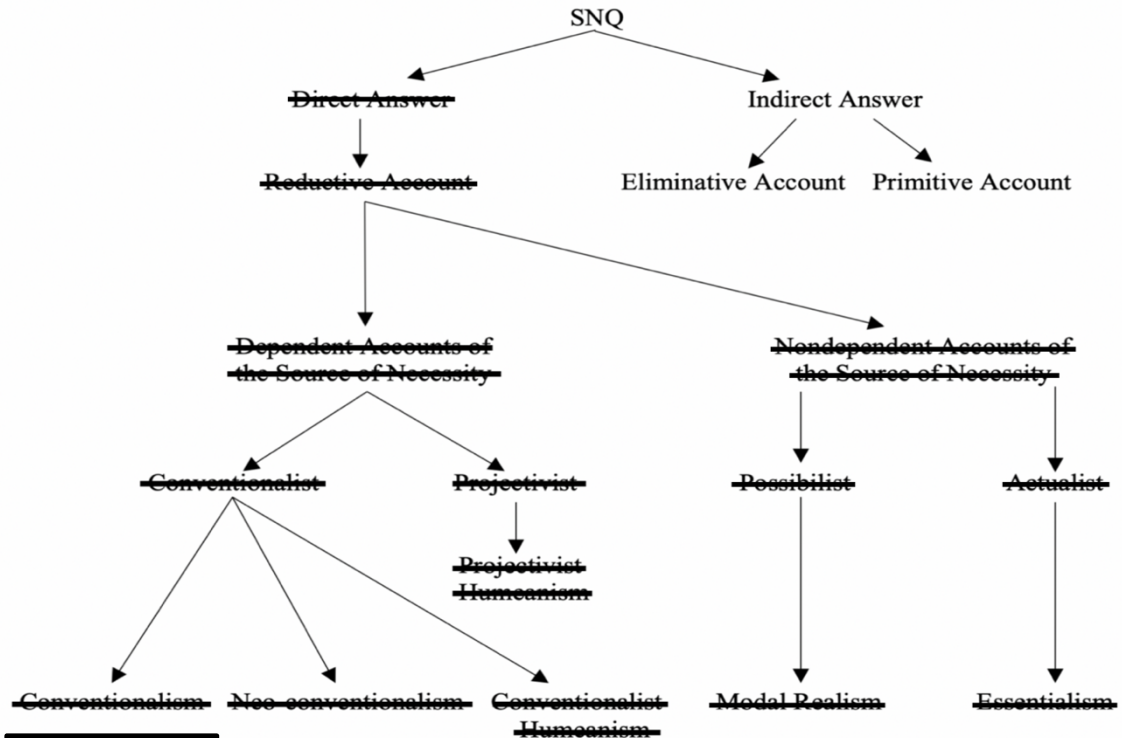 SNQ
Direct Answer
Indirect Answer
Reductive Account
Eliminative Account
Primitive Account
Dependent Accounts of
the Source of Necessity
Nondependent Accounts of
the Source of Necessity
Conventionalist
Projectivist
Possibilist
Actualist
Projectivist
Humeanism
Conventionalism
Neo-conventionalism
Conventionalist
Humeanism
Modal Realism
Essentialism